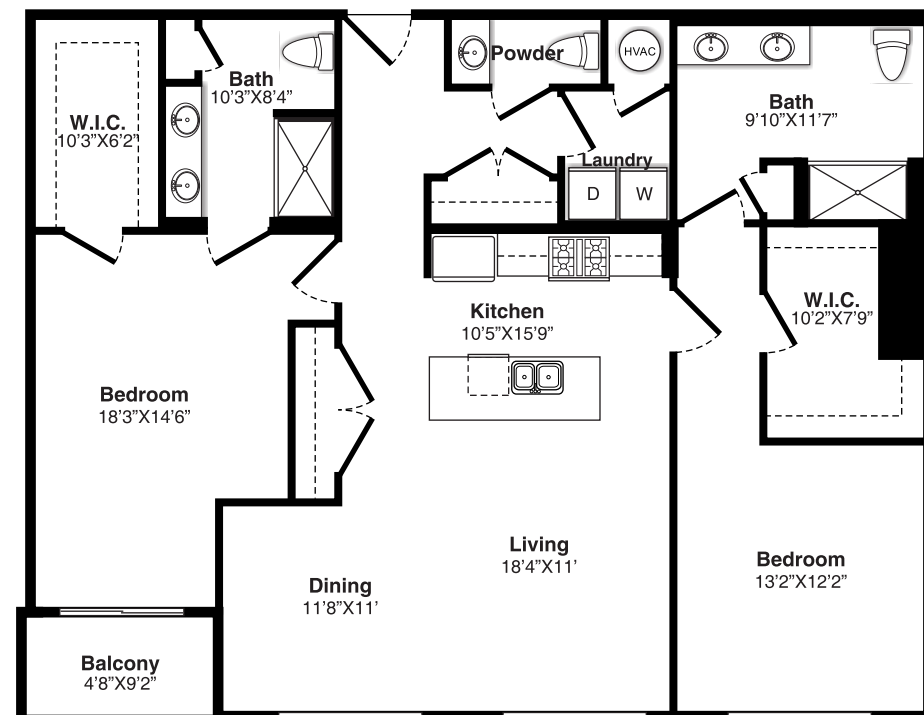 Powder
HVAC
Bath
10'3”X8'4”
Bath
9'10”X11'7”
W.I.C.
10'3”X6'2”
Laundry
D
W
Kitchen
10'5”X15'9”
W.I.C.
10'2”X7'9”
Bedroom
18'3”X14'6”
Living
18'4”X11'
Bedroom
13'2”X12'2”
Dining
11'8”X11'
Balcony
4'8”X9'2”